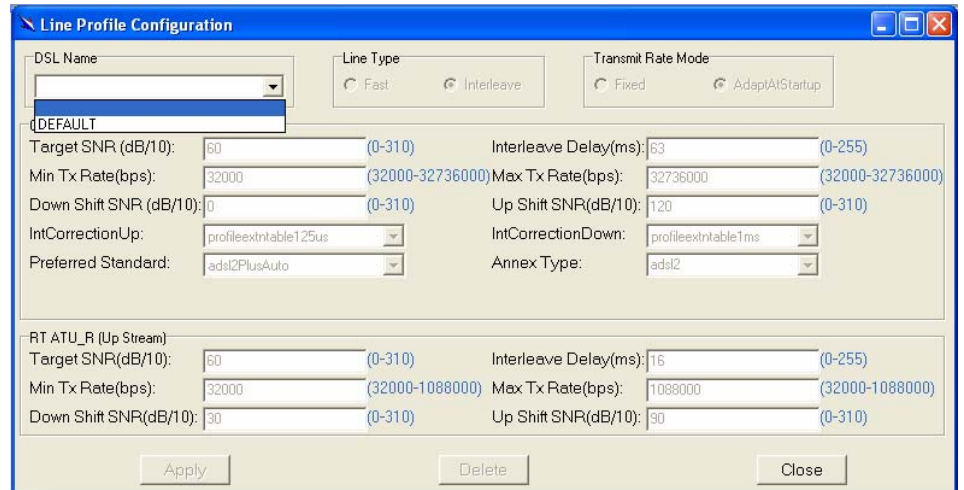 Line Profile Configuration
DSL Name
Line Type
Transmit Rate Mode
Fast
Interleave
Fixed
AdaptAtStartup
DEFAULT
Target SNR (dB/10):
60
(0-310)
Interleave Delay(ms):
63
(0-255)
Min Tx Rate(bps):
32000
(32000-32736000)
Max Tx Rate(bps):
32736000
(32000-32736000)
Down Shift SNR (dB/10):
0
(0-310)
Up Shift SNR(dB/10):
120
(0-310)
IntCorrectionUp:
profileextntable125us
IntCorrectionDown:
profileextntable1ms
Preferred Standard:
adsl2PlusAuto
Annex Type:
adsl2
RT ATU_R (Up Stream)
Target SNR(dB/10):
60
(0-310)
Interleave Delay(ms):
16
(0-255)
Min Tx Rate(bps):
32000
(32000-1088000)
Max Tx Rate(bps):
1088000
(32000-1088000)
Down Shift SNR(dB/10):
30
(0-310)
Up Shift SNR(dB/10):
90
(0-310)
Apply
Delete
Close